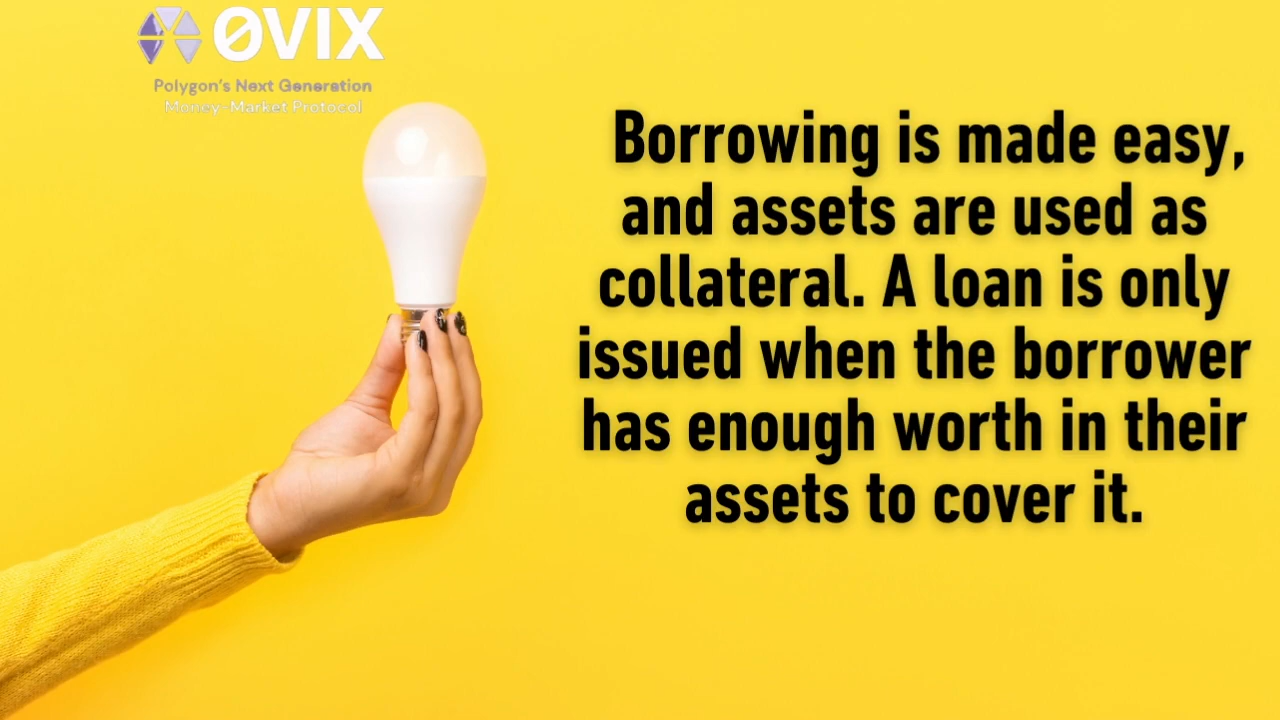 0VIX
Polygon's Next Generation
Money-Market Protocol
Borrowing is made easy,
and assets are used as
collateral. A loan is only
issued when the borrower
has enough worth in their
assets to cover it.